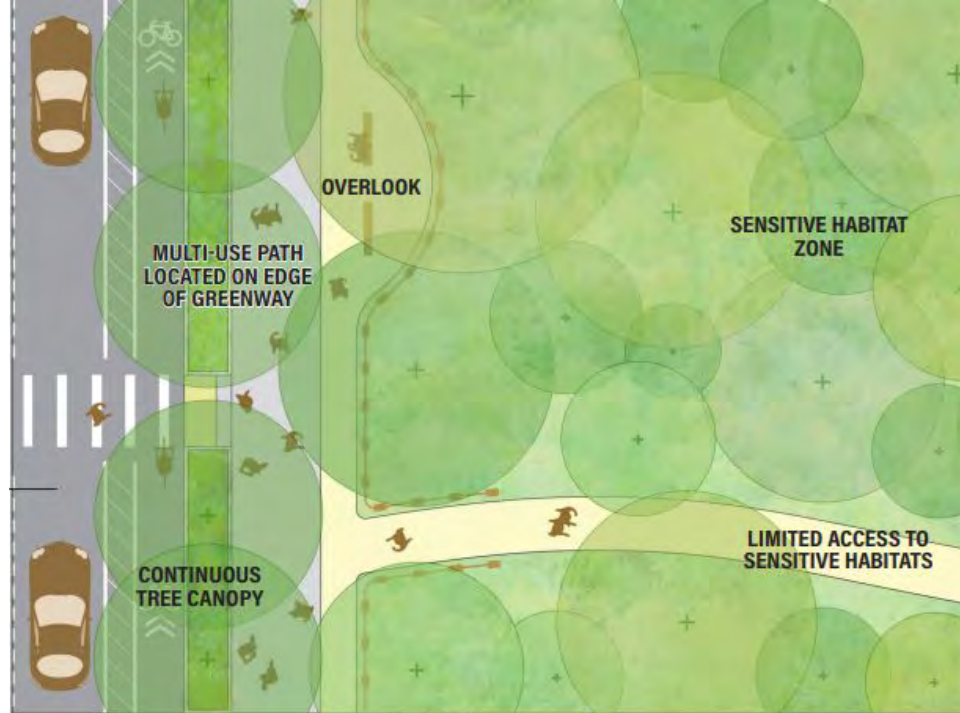 OVERLOOK
SENSITIVE HABITAT
ZONE
MULTI-USE PATH
LOCATED ON EDGE
OF GREENWAY
LIMITED ACCESS TO
SENSITIVE HABITATS
CONTINUOUS
TREE CANOPY